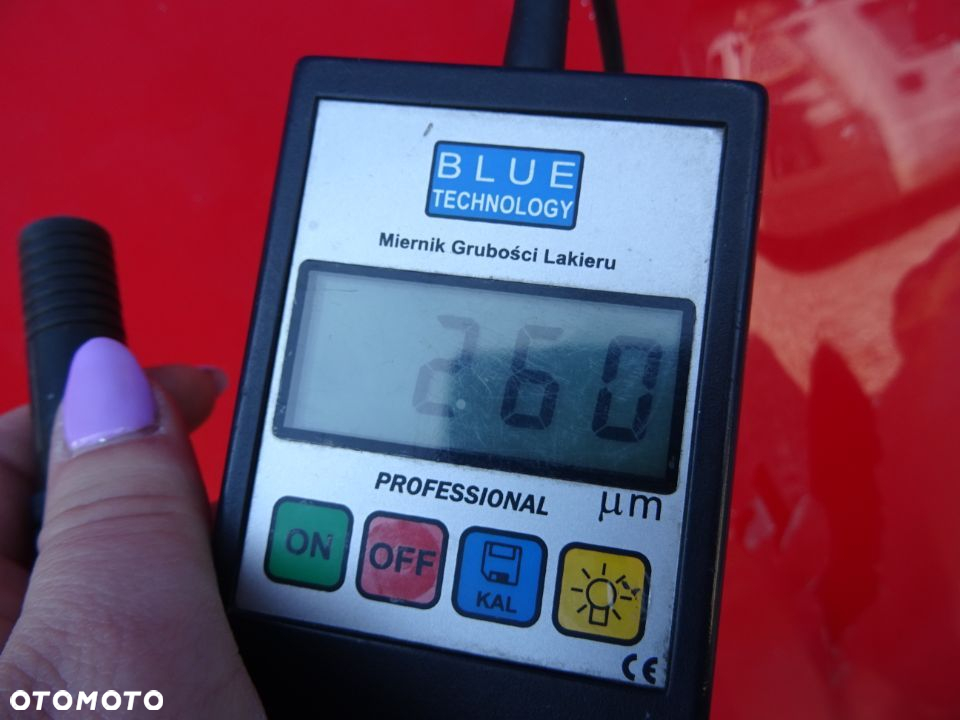 BLUE
TECHNOLOGY
Miernik Grubości Lakieru
260
PROFESSIONAL
µm
ON
OFF
KAL
CE
OTOMOTO